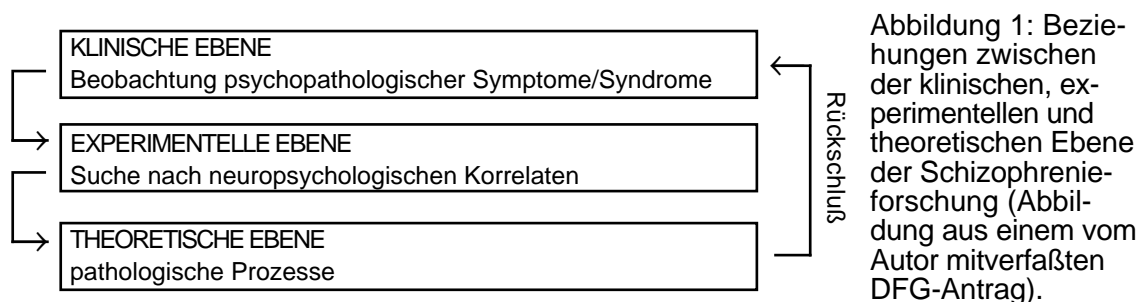 KLINISCHE EBENE
Beobachtung psychopathologischer Symptome/Syndrome
EXPERIMENTELLE EBENE
Suche nach neuropsychologischen Korrelaten
THEORETISCHE EBENE
pathologische Prozesse
Rückschluß
Abbildung 1: Bezie-
hungen zwischen
der klinischen, ex-
perimentellen und
theoretischen Ebene
der Schizophrenie-
forschung (Abbil-
dung aus einem vom
Autor mitverfaßten
DFG-Antrag).